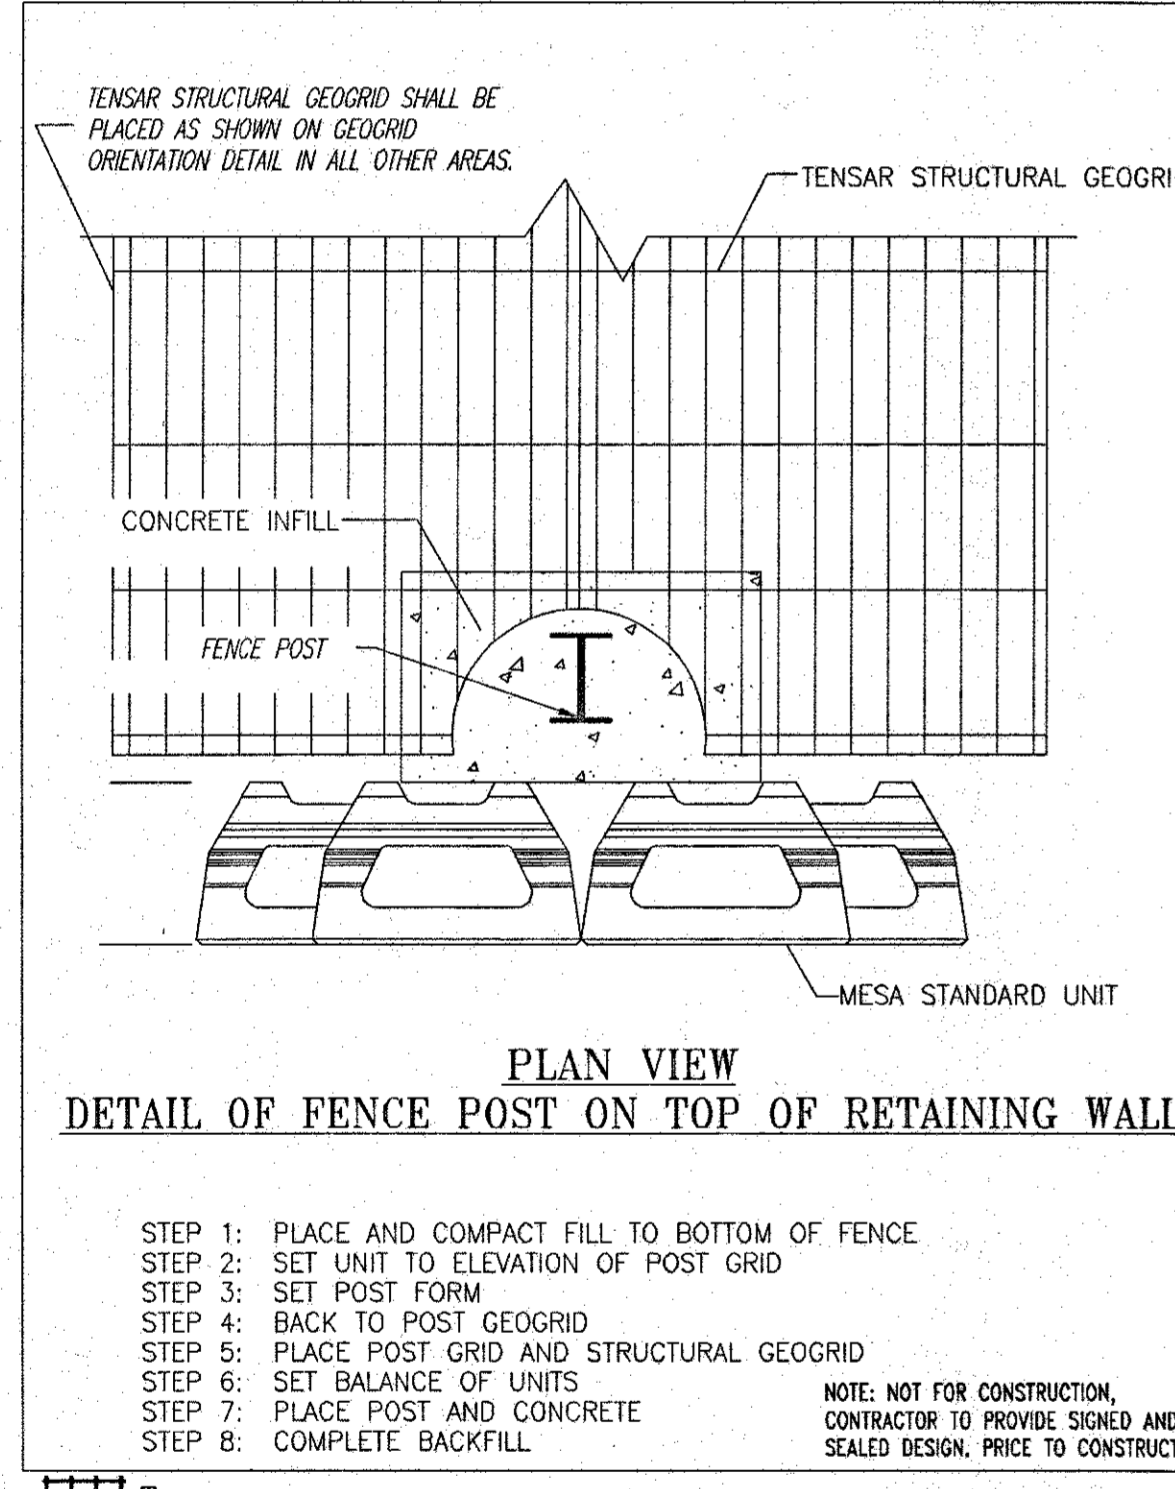 TENSAR STRUCTURAL GEOGRID SHALL BE
PLACED AS SHOWN ON GEOGRID
ORIENTATION DETAIL IN ALL OTHER AREAS.
TENSAR STRUCTURAL GEOGRI
CONCRETE INFILL
FENCE POST
MESA STANDARD UNIT
PLAN VIEW
DETAIL OF FENCE POST ON TOP OF RETAINING WALL
STEP 1: PLACE AND COMPACT FILL TO BOTTOM OF FENCE
STEP 2: SET UNIT TO ELEVATION OF POST GRID
STEP 3: SET POST FORM
STEP 4: BACK TO POST GEOGRID
STEP 5: PLACE POST GRID AND STRUCTURAL GEOGRID
STEP 6: SET BALANCE OF UNITS
STEP 7: PLACE POST AND CONCRETE
STEP 8: COMPLETE BACKFILL
NOTE: NOT FOR CONSTRUCTION,
CONTRACTOR TO PROVIDE SIGNED AND
SEALED DESIGN. PRICE TO CONSTRUCT